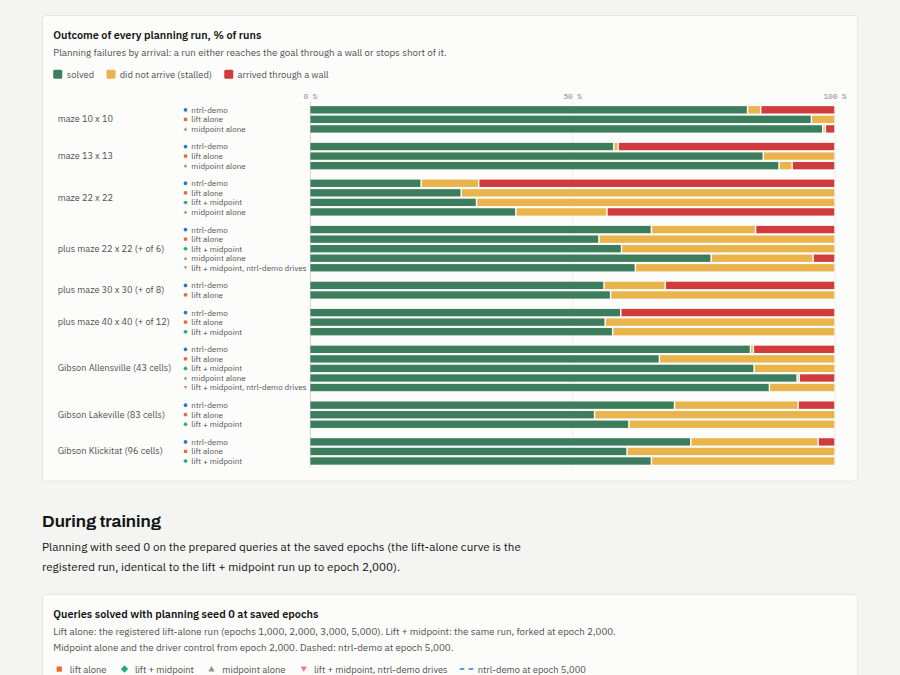 Outcome of every planning run, % of runs
Planning failures by arrival: a run either reaches the goal through a wall or stops short of it.
solved did not arrive (stalled) arrived through a wall
0 % 50 % 100 %
maze 10 x 10
ntrl-demo
lift alone
midpoint alone
maze 13 x 13
ntrl-demo
lift alone
midpoint alone
maze 22 x 22
ntrl-demo
lift alone
lift + midpoint
midpoint alone
plus maze 22 x 22 (+ of 6)
ntrl-demo
lift alone
lift + midpoint
midpoint alone
lift + midpoint, ntrl-demo drives
plus maze 30 x 30 (+ of 8)
ntrl-demo
lift alone
plus maze 40 x 40 (+ of 12)
ntrl-demo
lift alone
lift + midpoint
Gibson Allensville (43 cells)
ntrl-demo
lift alone
lift + midpoint
midpoint alone
lift + midpoint, ntrl-demo drives
Gibson Lakeville (83 cells)
ntrl-demo
lift alone
lift + midpoint
Gibson Klickitat (96 cells)
ntrl-demo
lift alone
lift + midpoint
During training
Planning with seed 0 on the prepared queries at the saved epochs (the lift-alone curve is the
registered run, identical to the lift + midpoint run up to epoch 2,000).
Queries solved with planning seed 0 at saved epochs
Lift alone: the registered lift-alone run (epochs 1,000, 2,000, 3,000, 5,000). Lift + midpoint: the same run, forked at epoch 2,000.
Midpoint alone and the driver control from epoch 2,000. Dashed: ntrl-demo at epoch 5,000.
lift alone lift + midpoint midpoint alone lift + midpoint, ntrl-demo drives ntrl-demo at epoch 5,000